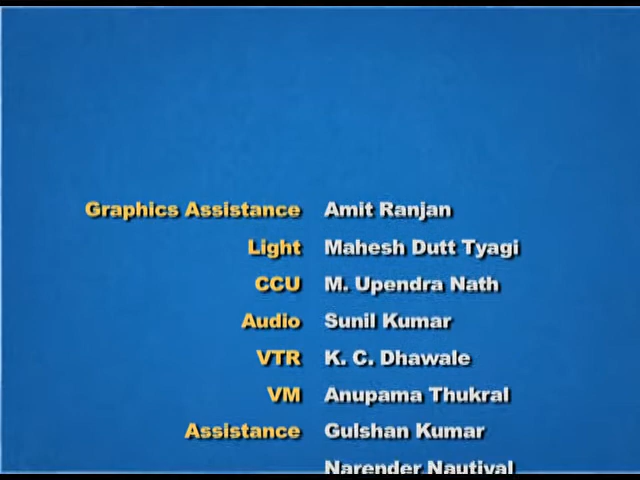 Graphics Assistance Amit Ranjan
Light Mahesh Dutt Tyagi
CCU M. Upendra Nath
Audio Sunil Kumar
VTR K. C. Dhawale
VM Anupama Thukral
Assistance Gulshan Kumar
Narender Nautiyal